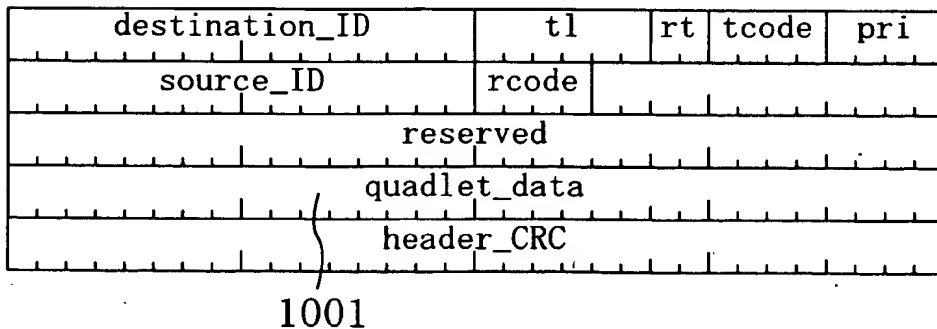 destination_ID tl rt tcode pri
source_ID rcode
reserved
quadlet_data
header_CRC
1001